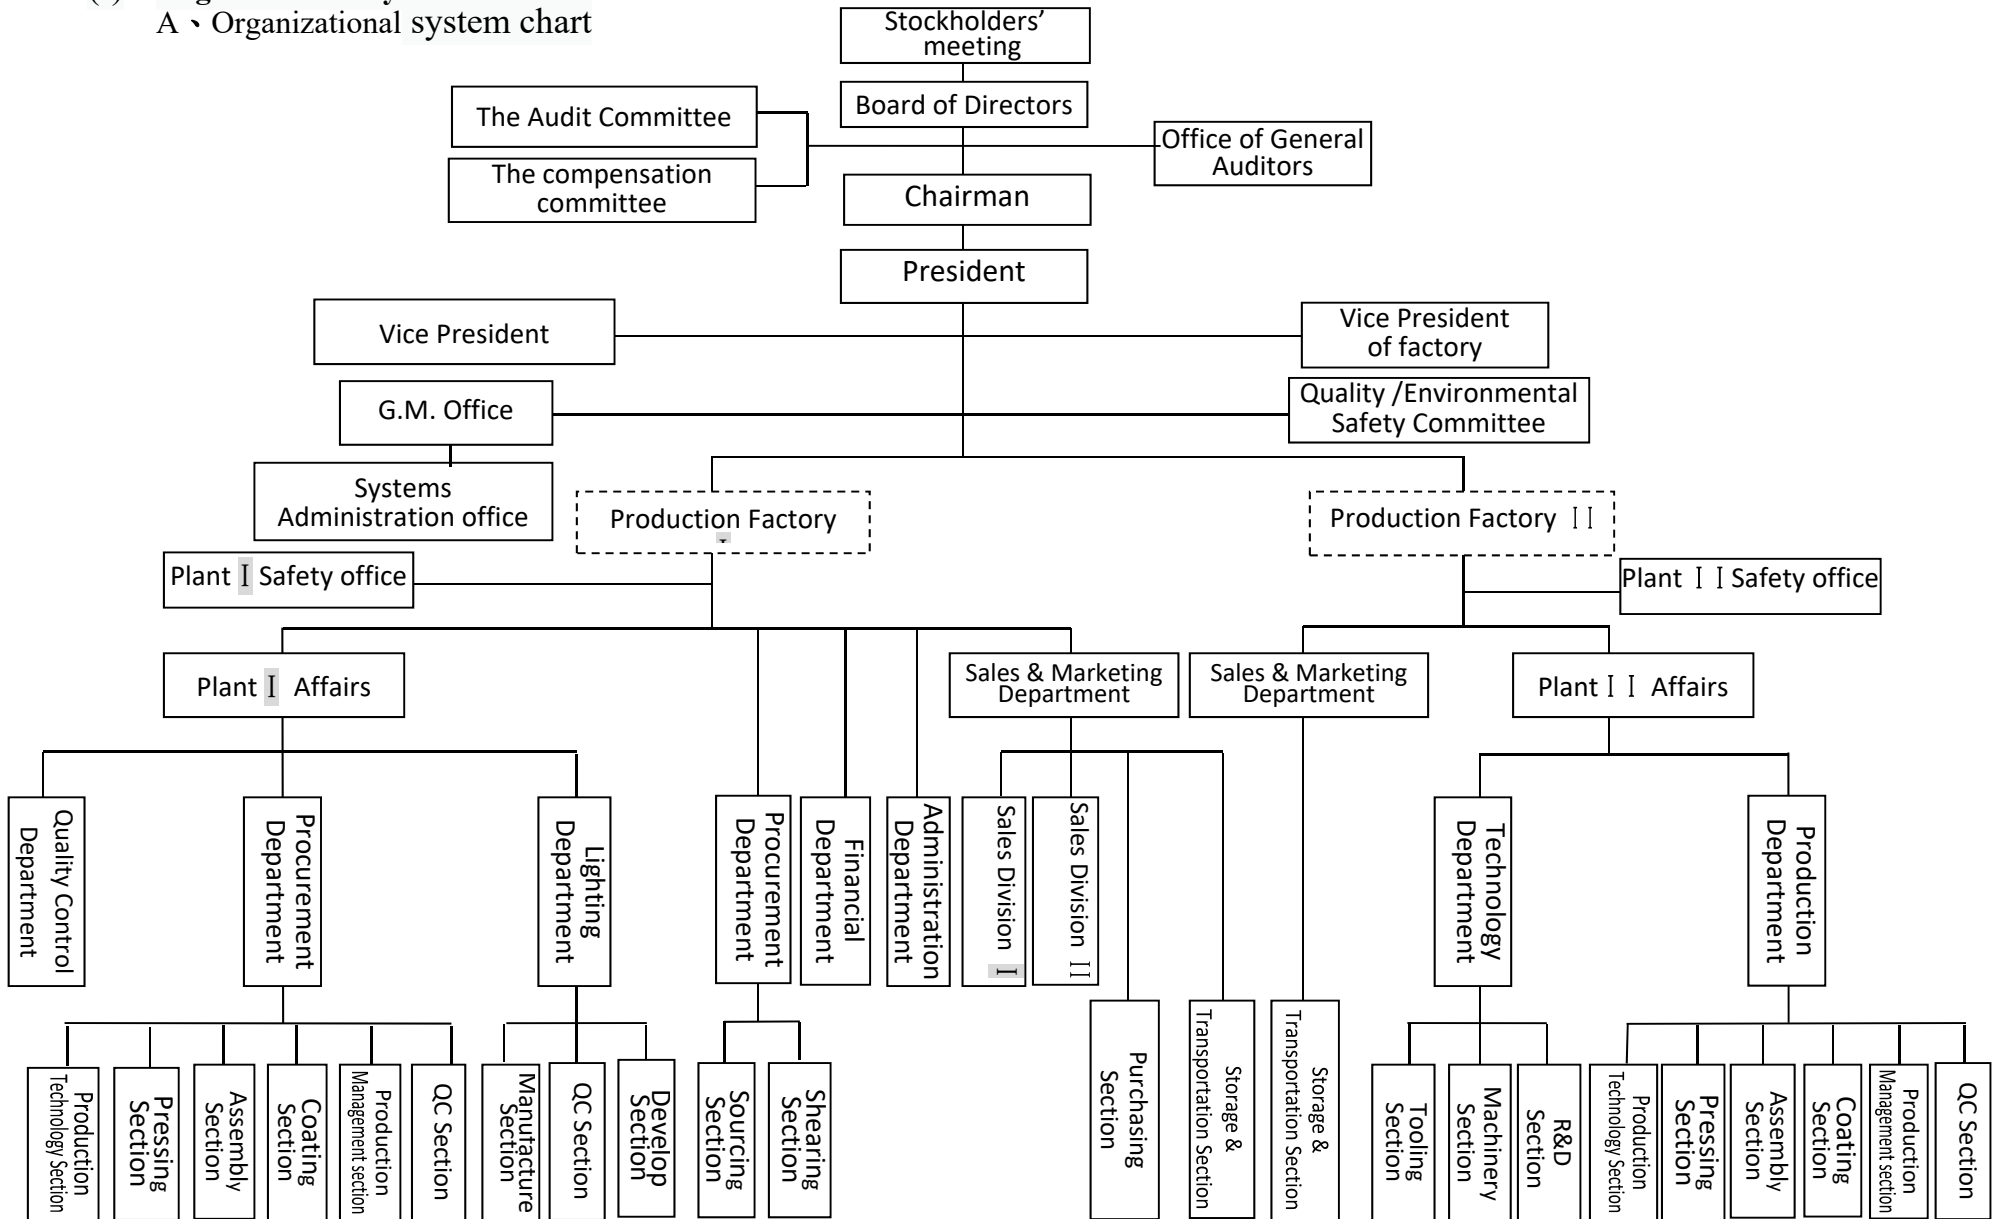 A、Organizational system chart
Stockholders’
meeting
Board of Directors
The Audit Committee
Office of General
Auditors
The compensation
committee
Chairman
President
Vice President
Vice President
of factory
G.M. Office
Quality /Environmental
Safety Committee
Systems
Administration office
Production Factory
Production Factory ⅠⅠ
Plant Ⅰ Safety office
Plant ⅠⅠ Safety office
Plant Ⅰ Affairs
Sales & Marketing
Department
Sales & Marketing
Department
Plant ⅠⅠ Affairs
Quality Control
Department
Procurement
Department
Lighting
Department
Procurement
Department
Financial
Department
Administration
Department
Sales Division Ⅰ
Sales Division ⅠⅠ
Technology
Department
Production
Department
Production
Technology Section
Pressing
Section
Assembly
Section
Coating
Section
Production
Management section
QC Section
Manufacture
Section
QC Section
Develop
Section
Sourcing
Section
Shearing
Section
Purchasing
Section
Storage &
Transportation Section
Storage &
Transportation Section
Tooling
Section
Machinery
Section
R&D
Section
Production
Technology Section
Pressing
Section
Assembly
Section
Coating
Section
Production
Management section
QC Section